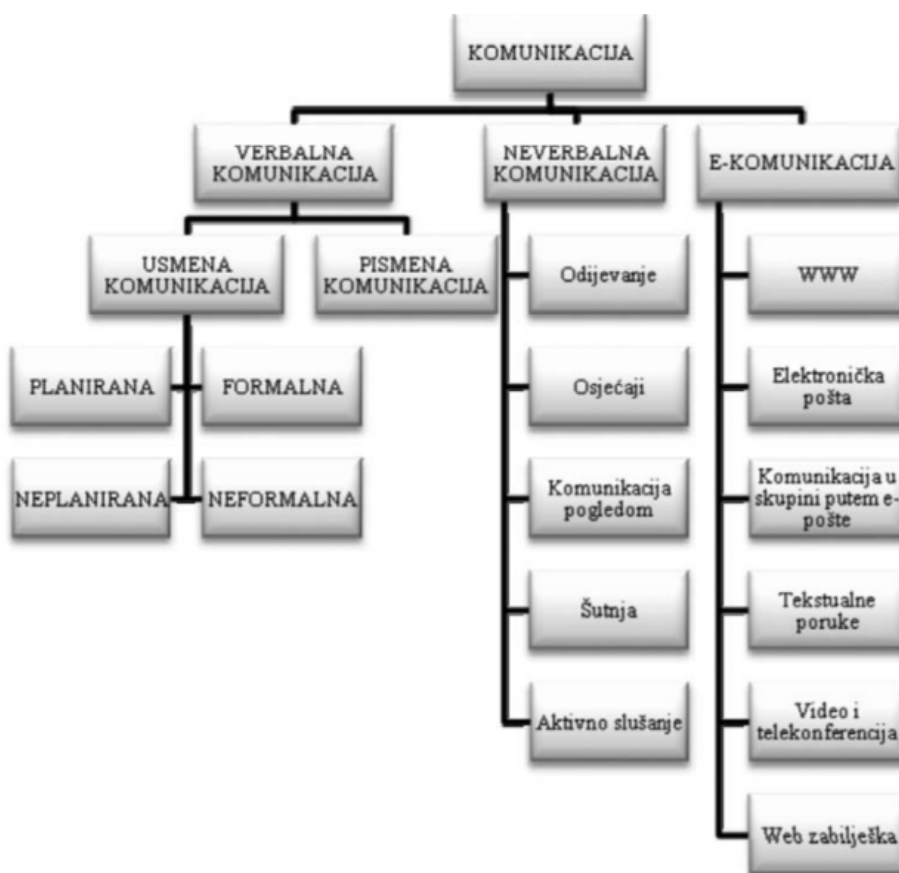 KOMUNIKACIJA
VERBALNA
KOMUNIKACIJA
NEVERBALNA
KOMUNIKACIJA
E-KOMUNIKACIJA
USMENA
KOMUNIKACIJA
PISMENA
KOMUNIKACIJA
PLANIRANA
FORMALNA
NEPLANIRANA
NEFORMALNA
Odijevanje
Osjećaji
Komunikacija
pogledom
Šutnja
Aktivno slušanje
WWW
Elektronička
pošta
Komunikacija u
skupini putem e-
pošte
Tekstualne
poruke
Video i
telekonferencija
Web zabilješka